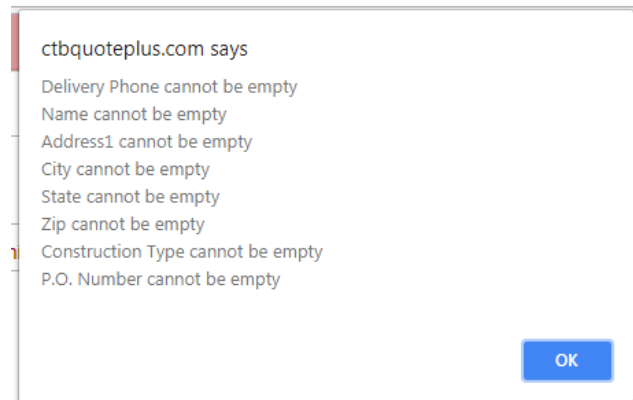 ctbquoteplus.com says
Delivery Phone cannot be empty
Name cannot be empty
Address1 cannot be empty
City cannot be empty
State cannot be empty
Zip cannot be empty
Construction Type cannot be empty
P.O. Number cannot be empty
OK